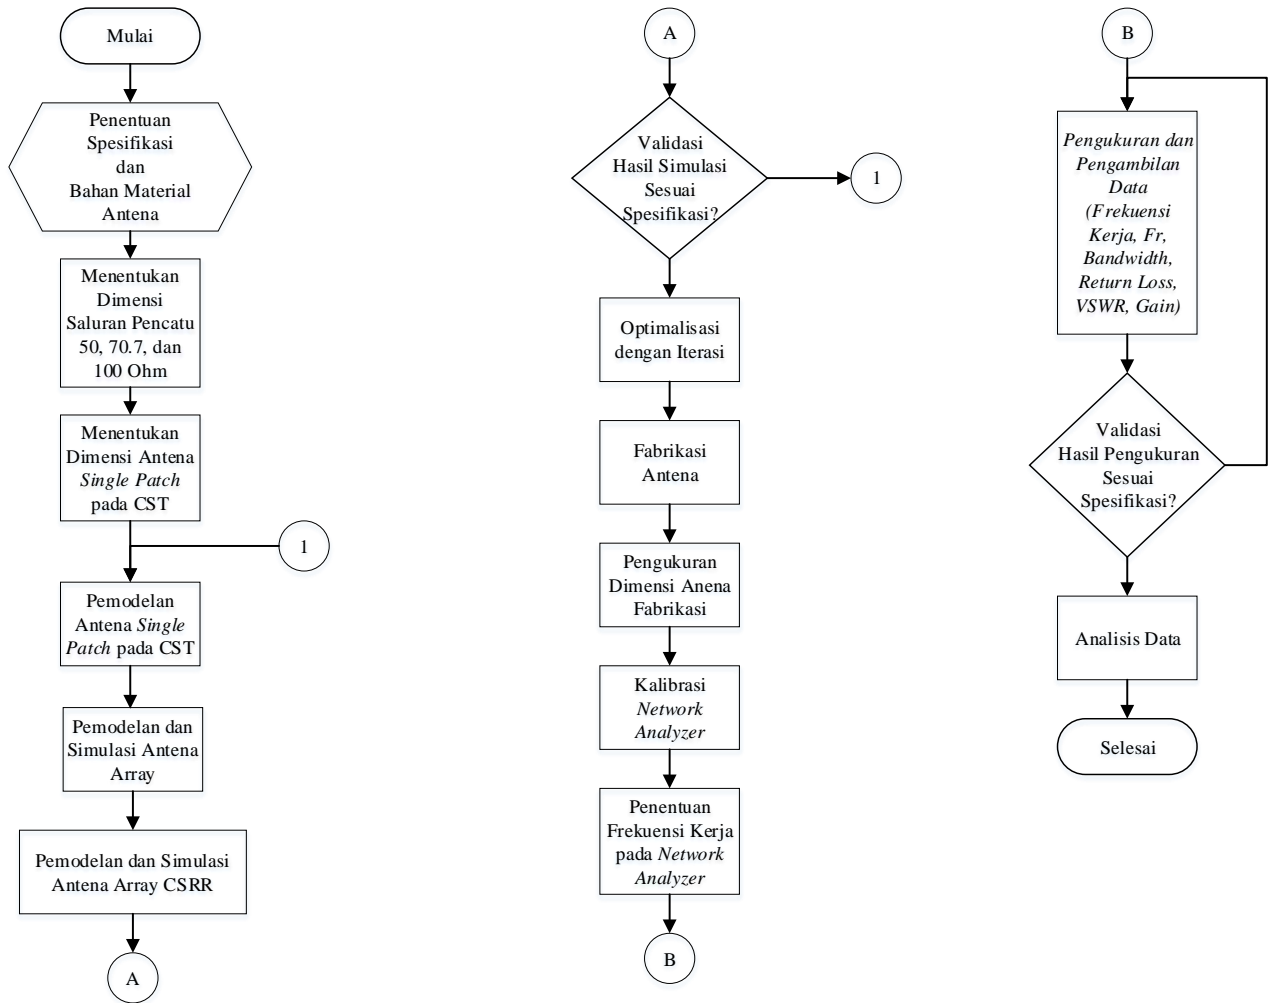 Mulai
Penentuan
Spesifikasi
dan
Bahan Material
Antena
Menentukan
Dimensi
Saluran Pencatu
50, 70.7, dan
100 Ohm
Menentukan
Dimensi Antena
Single Patch
pada CST
1
Pemodelan
Antena Single
Patch pada CST
Pemodelan dan
Simulasi Antena
Array
Pemodelan dan Simulasi
Antena Array CSRR
A
A
Validasi
Hasil Simulasi
Sesuai
Spesifikasi?
1
Optimalisasi
dengan Iterasi
Fabrikasi
Antena
Pengukuran
Dimensi Anena
Fabrikasi
Kalibrasi
Network
Analyzer
Penentuan
Frekuensi Kerja
pada Network
Analyzer
B
B
Pengukuran dan
Pengambilan
Data
(Frekuensi
Kerja, Fr,
Bandwidth,
Return Loss,
VSWR, Gain)
Validasi
Hasil Pengukuran
Sesuai
Spesifikasi?
Analisis Data
Selesai